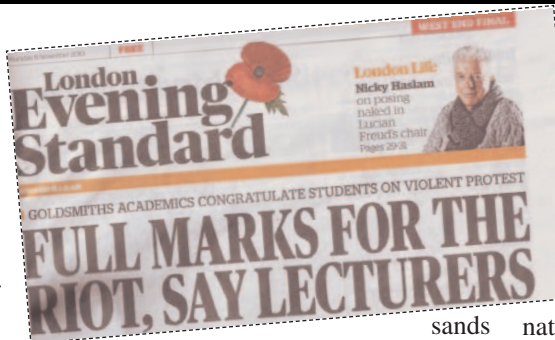 WEST END FINAL
FREE
London
Evening
Standard
London Life
Nicky Haslam
on posing
naked in
Lucian
Freud's chair
Pages 29-31
GOLDSMITHS ACADEMICS CONGRATULATE STUDENTS ON VIOLENT PROTEST
FULL MARKS FOR THE
RIOT, SAY LECTURERS
sands nat